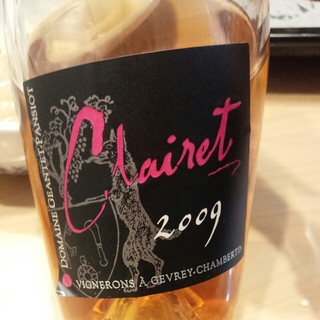 DOMAINE GEANTET-PANSIOT
Clairet
2009
VIGNERONS À GEVREY-CHAMBERTIN